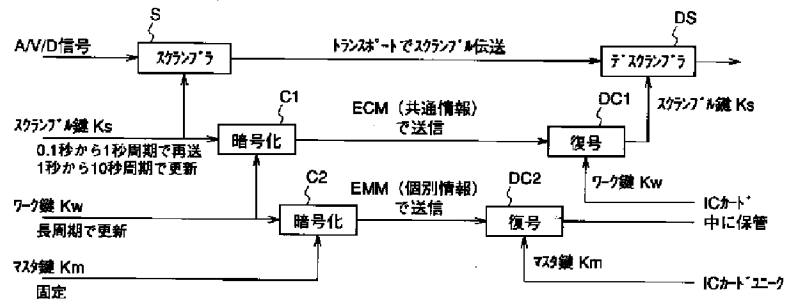 S
DS
A/V/D信号
スクランブラ
トランスポートでスクランブル伝送
デスクランブラ
C1
ECM(共通情報)
で送信
DC1
スクランブル鍵 Ks
スクランブル鍵 Ks
暗号化
復号
0.1秒から1秒周期で再送
1秒から10秒周期で更新
C2
EMM(個別情報)
で送信
DC2
ワーク鍵 Kw
ワーク鍵 Kw
ICカード
暗号化
復号
中に保管
長周期で更新
マスタ鍵 Km
マスタ鍵 Km
ICカードユニーク
固定